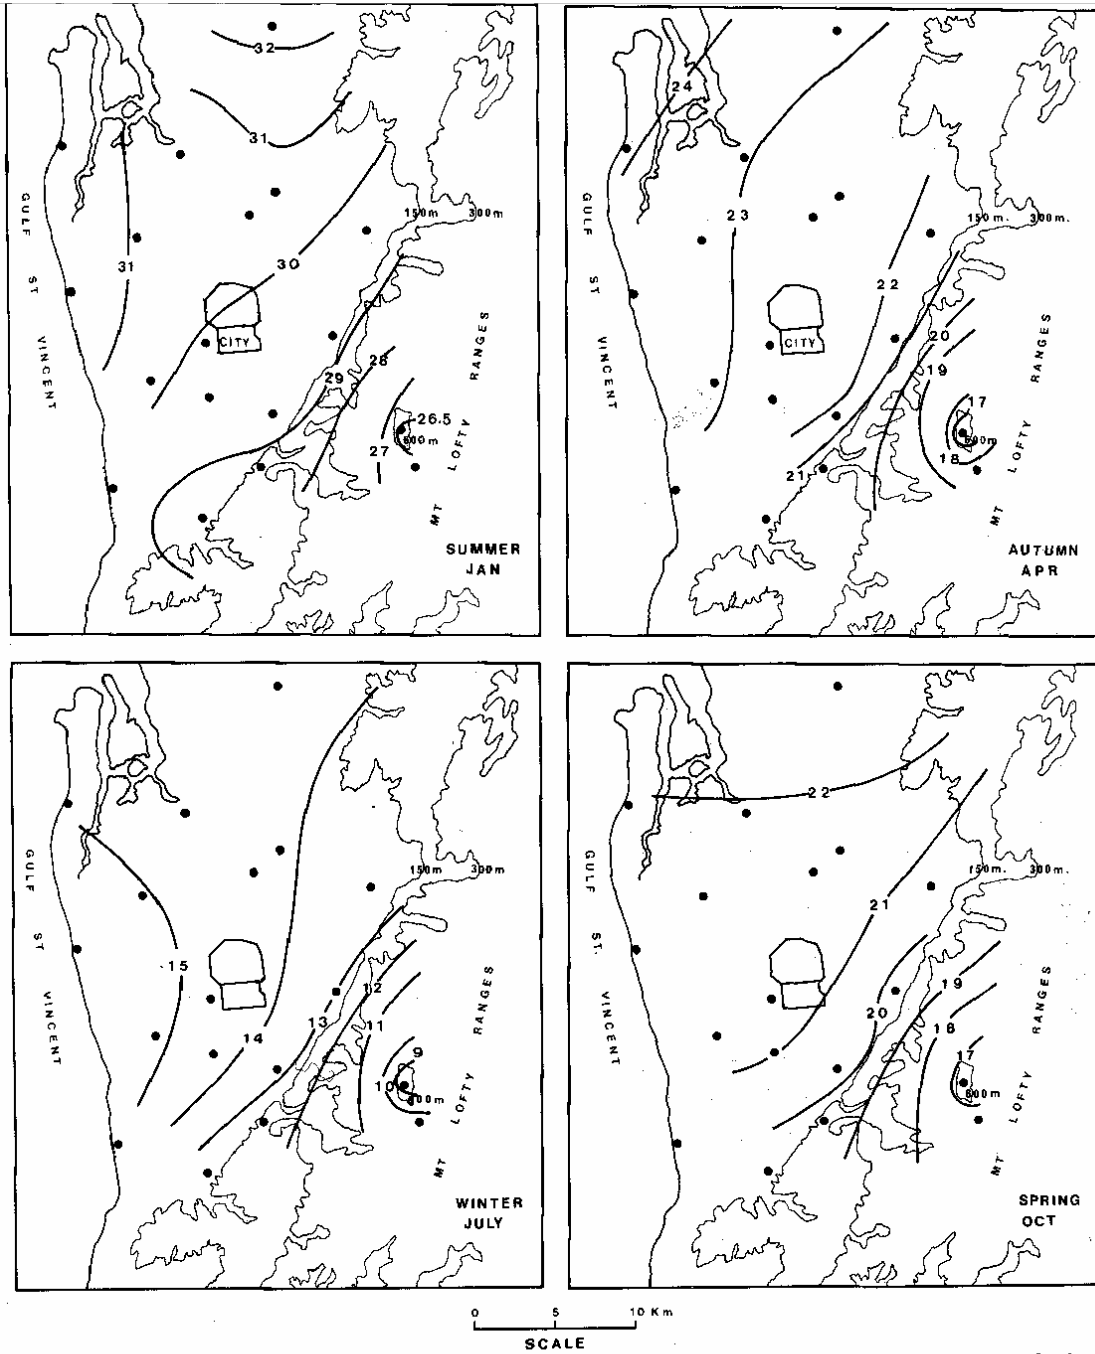 32
31
150m 300m
GULF
31
30
ST
CITY
VINCENT
28
29
26.5
600m
27
MT LOFTY RANGES
SUMMER
JAN
24
23
150m. 300m.
GULF
22
ST
CITY
20
VINCENT
19
17
600m
18
21
MT LOFTY RANGES
AUTUMN
APR
150m 300m
GULF
15
ST
12
13
11
VINCENT
14
9
10
600m
MT LOFTY RANGES
WINTER
JULY
22
150m. 300m.
GULF
21
ST.
19
20
18
VINCENT
17
600m
MT LOFTY RANGES
SPRING
OCT
0 5 10 Km
SCALE